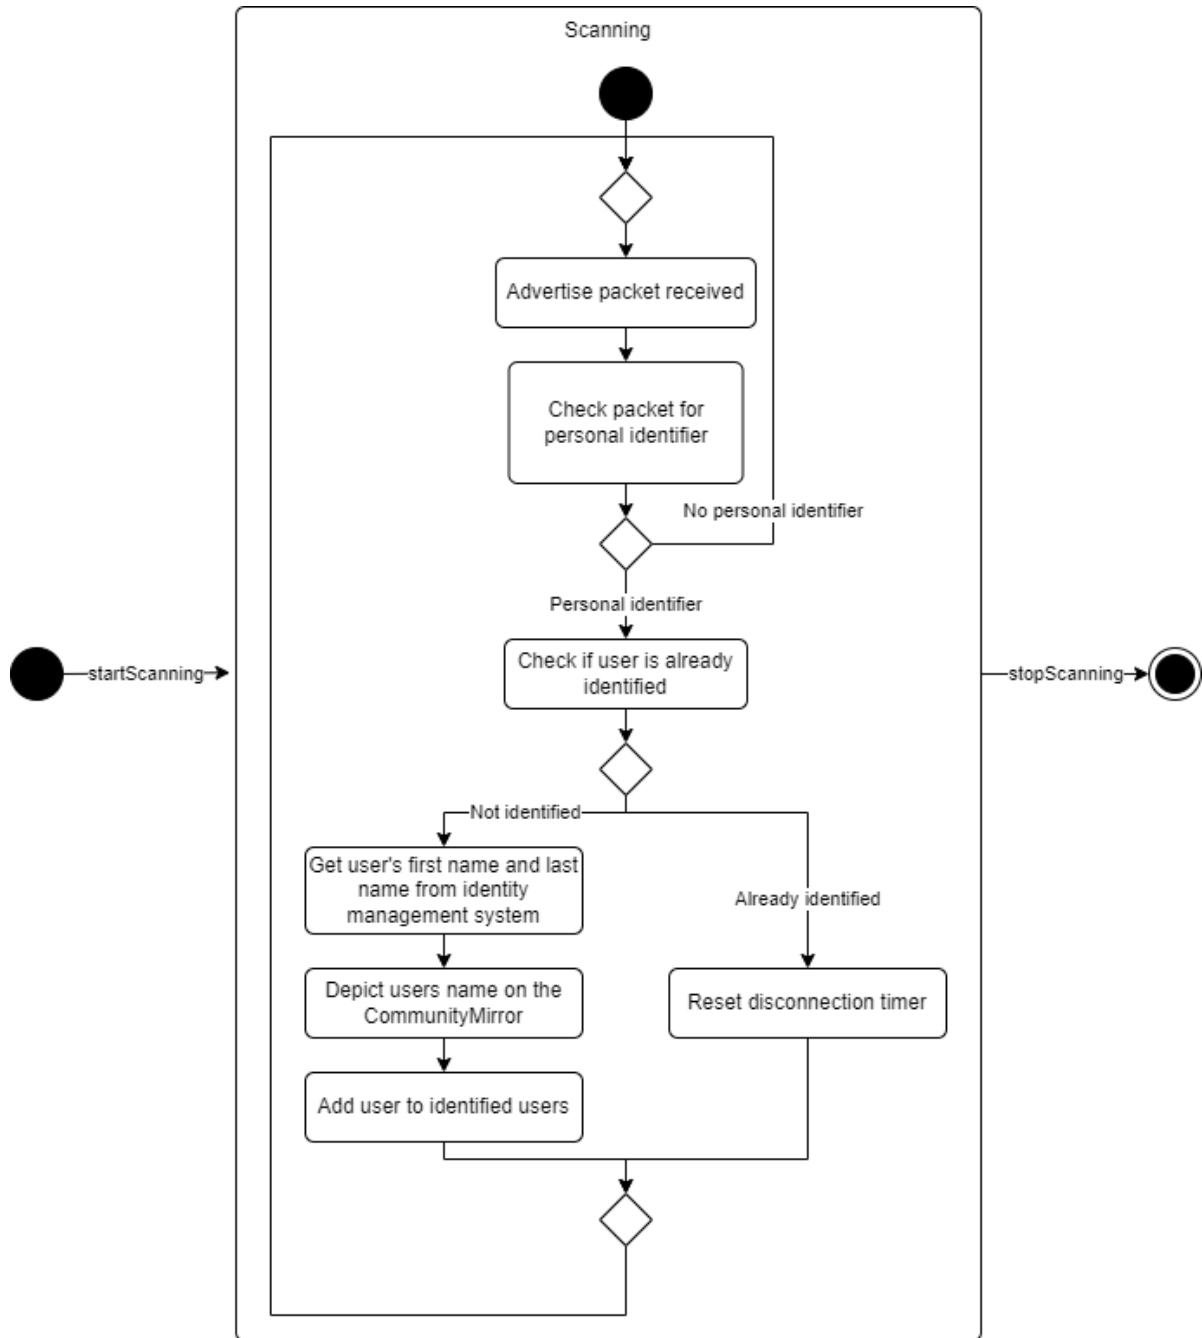 Scanning
Advertise packet received
Check packet for
personal identifier
No personal identifier
Personal identifier
startScanning
Check if user is already
identified
stopScanning
Not identified
Get user's first name and last
name from identity
management system
Already identified
Depict users name on the
CommunityMirror
Reset disconnection timer
Add user to identified users